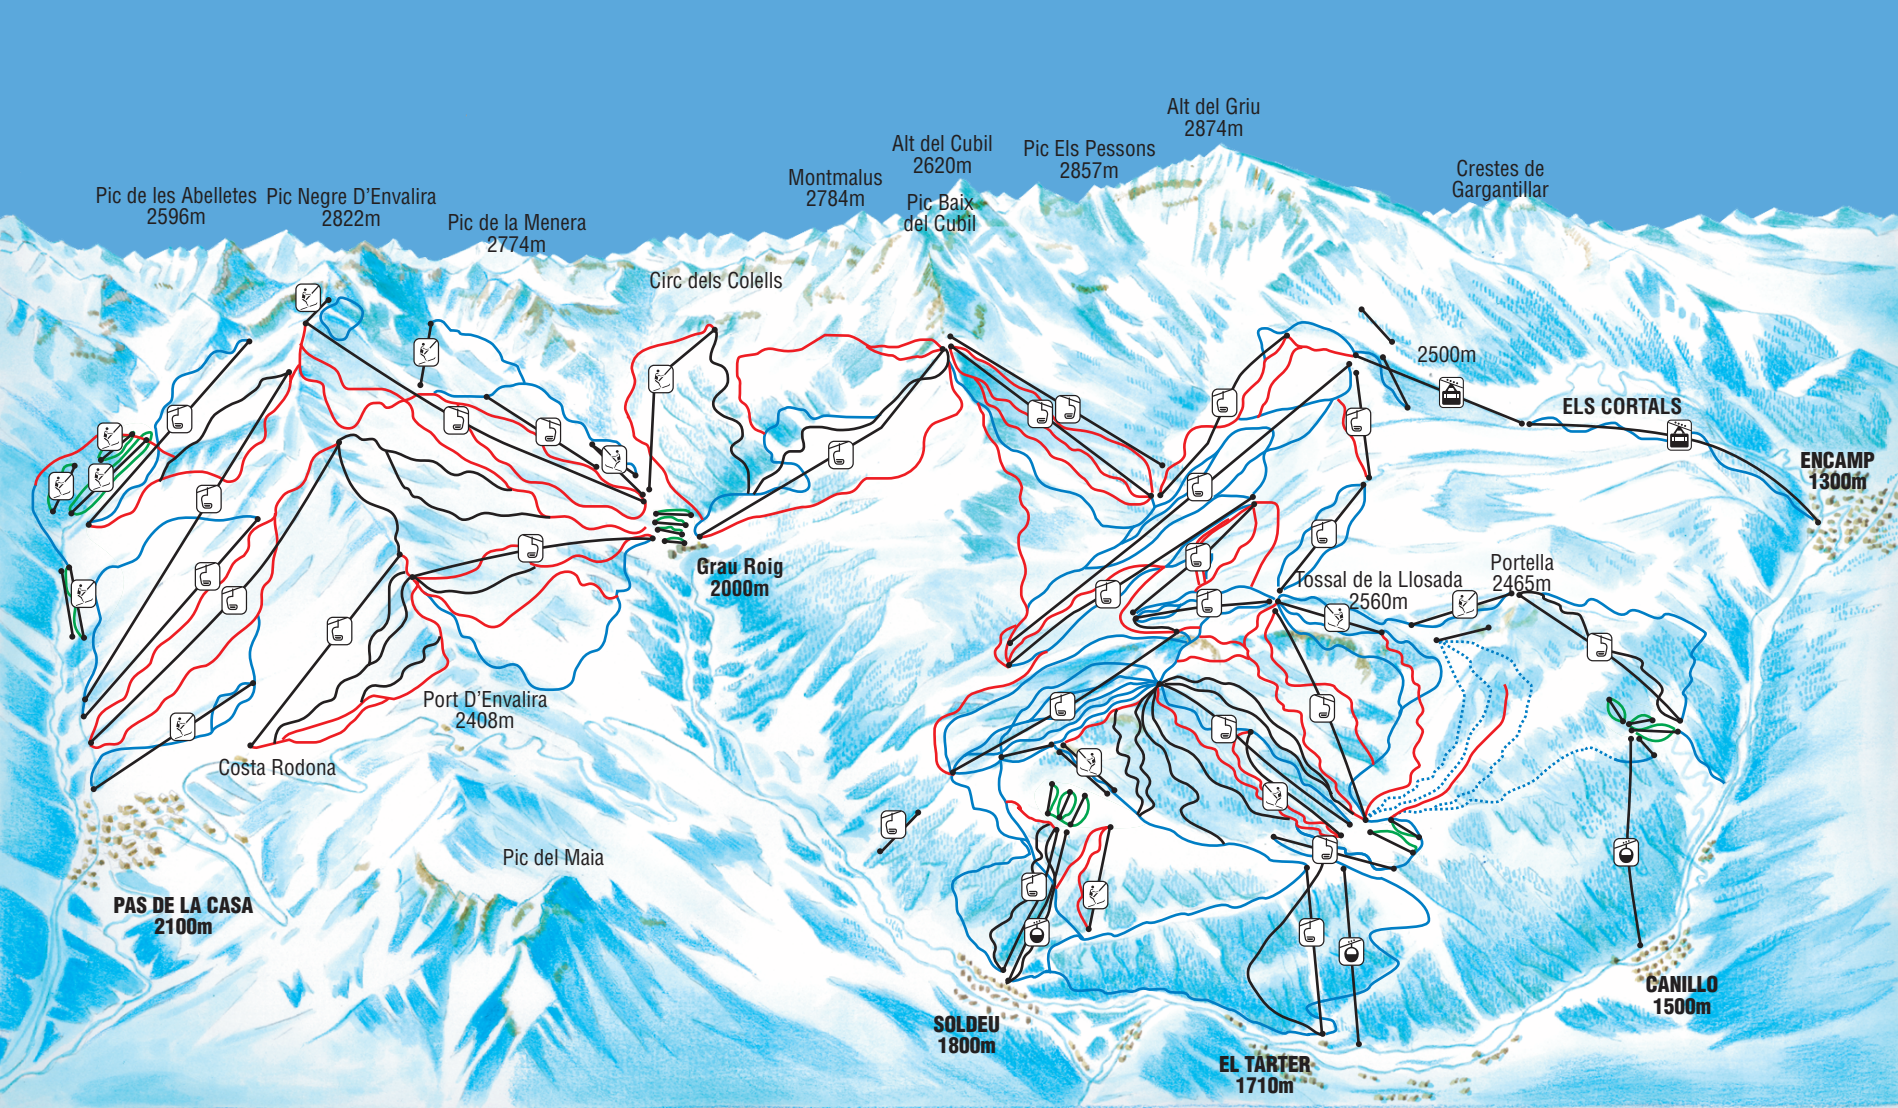 Alt del Griu
2874m
Alt del Cubil
2620m
Pic Els Pessons
2857m
Crestes de
Gargantillar
Montmalus
2784m
Pic de les Abelletes
2596m
Pic Negre D'Envalira
2822m
Pic Baix
del Cubil
Pic de la Menera
2774m
Circ dels Colells
2500m
ELS CORTALS
ENCAMP
1300m
Grau Roig
2000m
Portella
2465m
Tossal de la Llosada
2560m
Port D'Envalira
2408m
Costa Rodona
Pic del Maia
PAS DE LA CASA
2100m
CANILLO
1500m
SOLDEU
1800m
EL TARTER
1710m